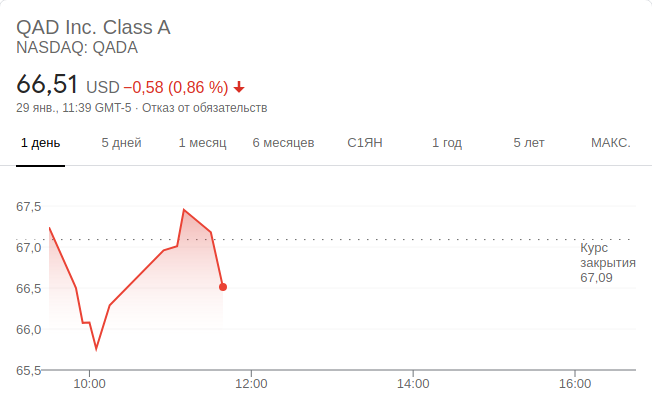 QAD Inc. Class A
NASDAQ: QADA
66,51 USD −0,58 (0,86 %)
29 янв., 11:39 GMT-5 · Отказ от обязательств
1 день 5 дней 1 месяц 6 месяцев С1ЯН 1 год 5 лет МАКС.
67,5
67,0
Курс
закрытия
67,09
66,5
66,0
65,5
10:00 12:00 14:00 16:00